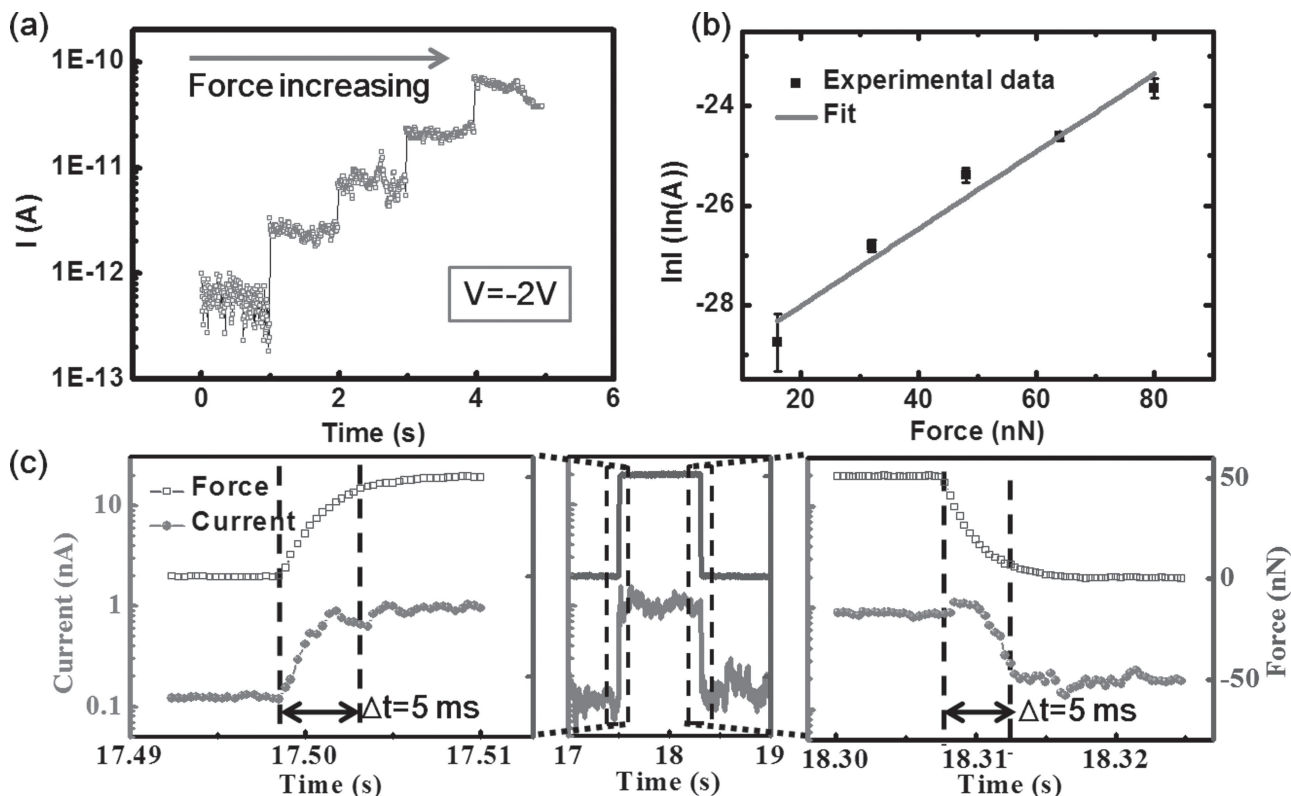 (a)
1E-10
1E-11
1E-12
1E-13
I (A)
Force increasing
V=-2V
0 2 4 6
Time (s)
(b)
-24
-26
-28
lnI (ln(A))
Experimental data
Fit
20 40 60 80
Force (nN)
(c)
Force
Current
10
1
0.1
Current (nA)
Δt=5 ms
17.49 17.50 17.51
Time (s)
17 18 19
Time (s)
Δt=5 ms
18.30 18.31 18.32
Time (s)
50
0
-50
Force (nN)